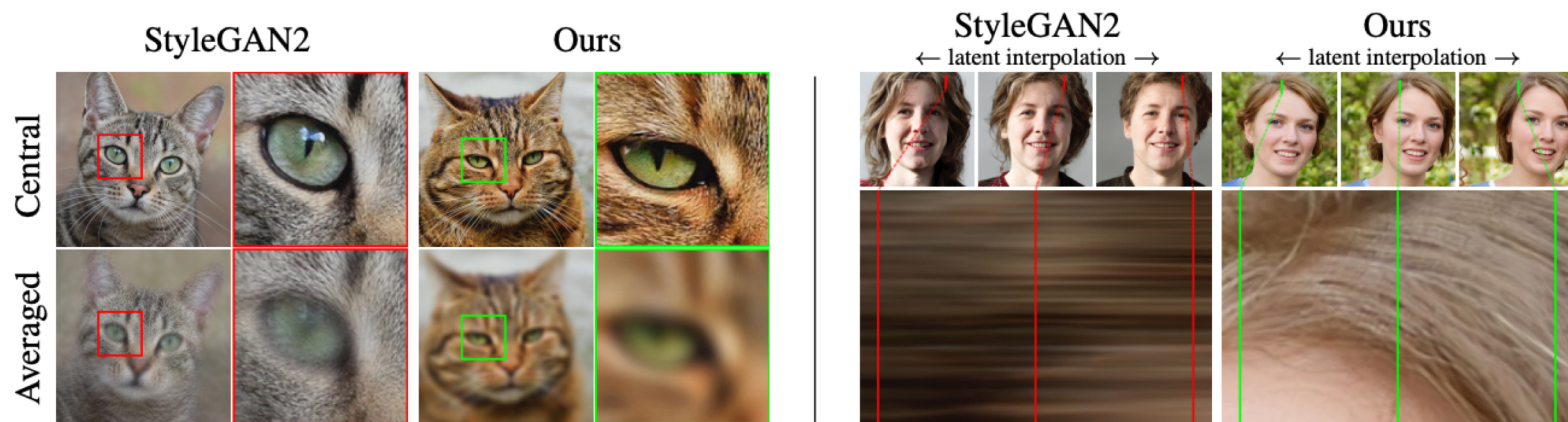 StyleGAN2
Ours
Central
Averaged
StyleGAN2
← latent interpolation →
Ours
← latent interpolation →